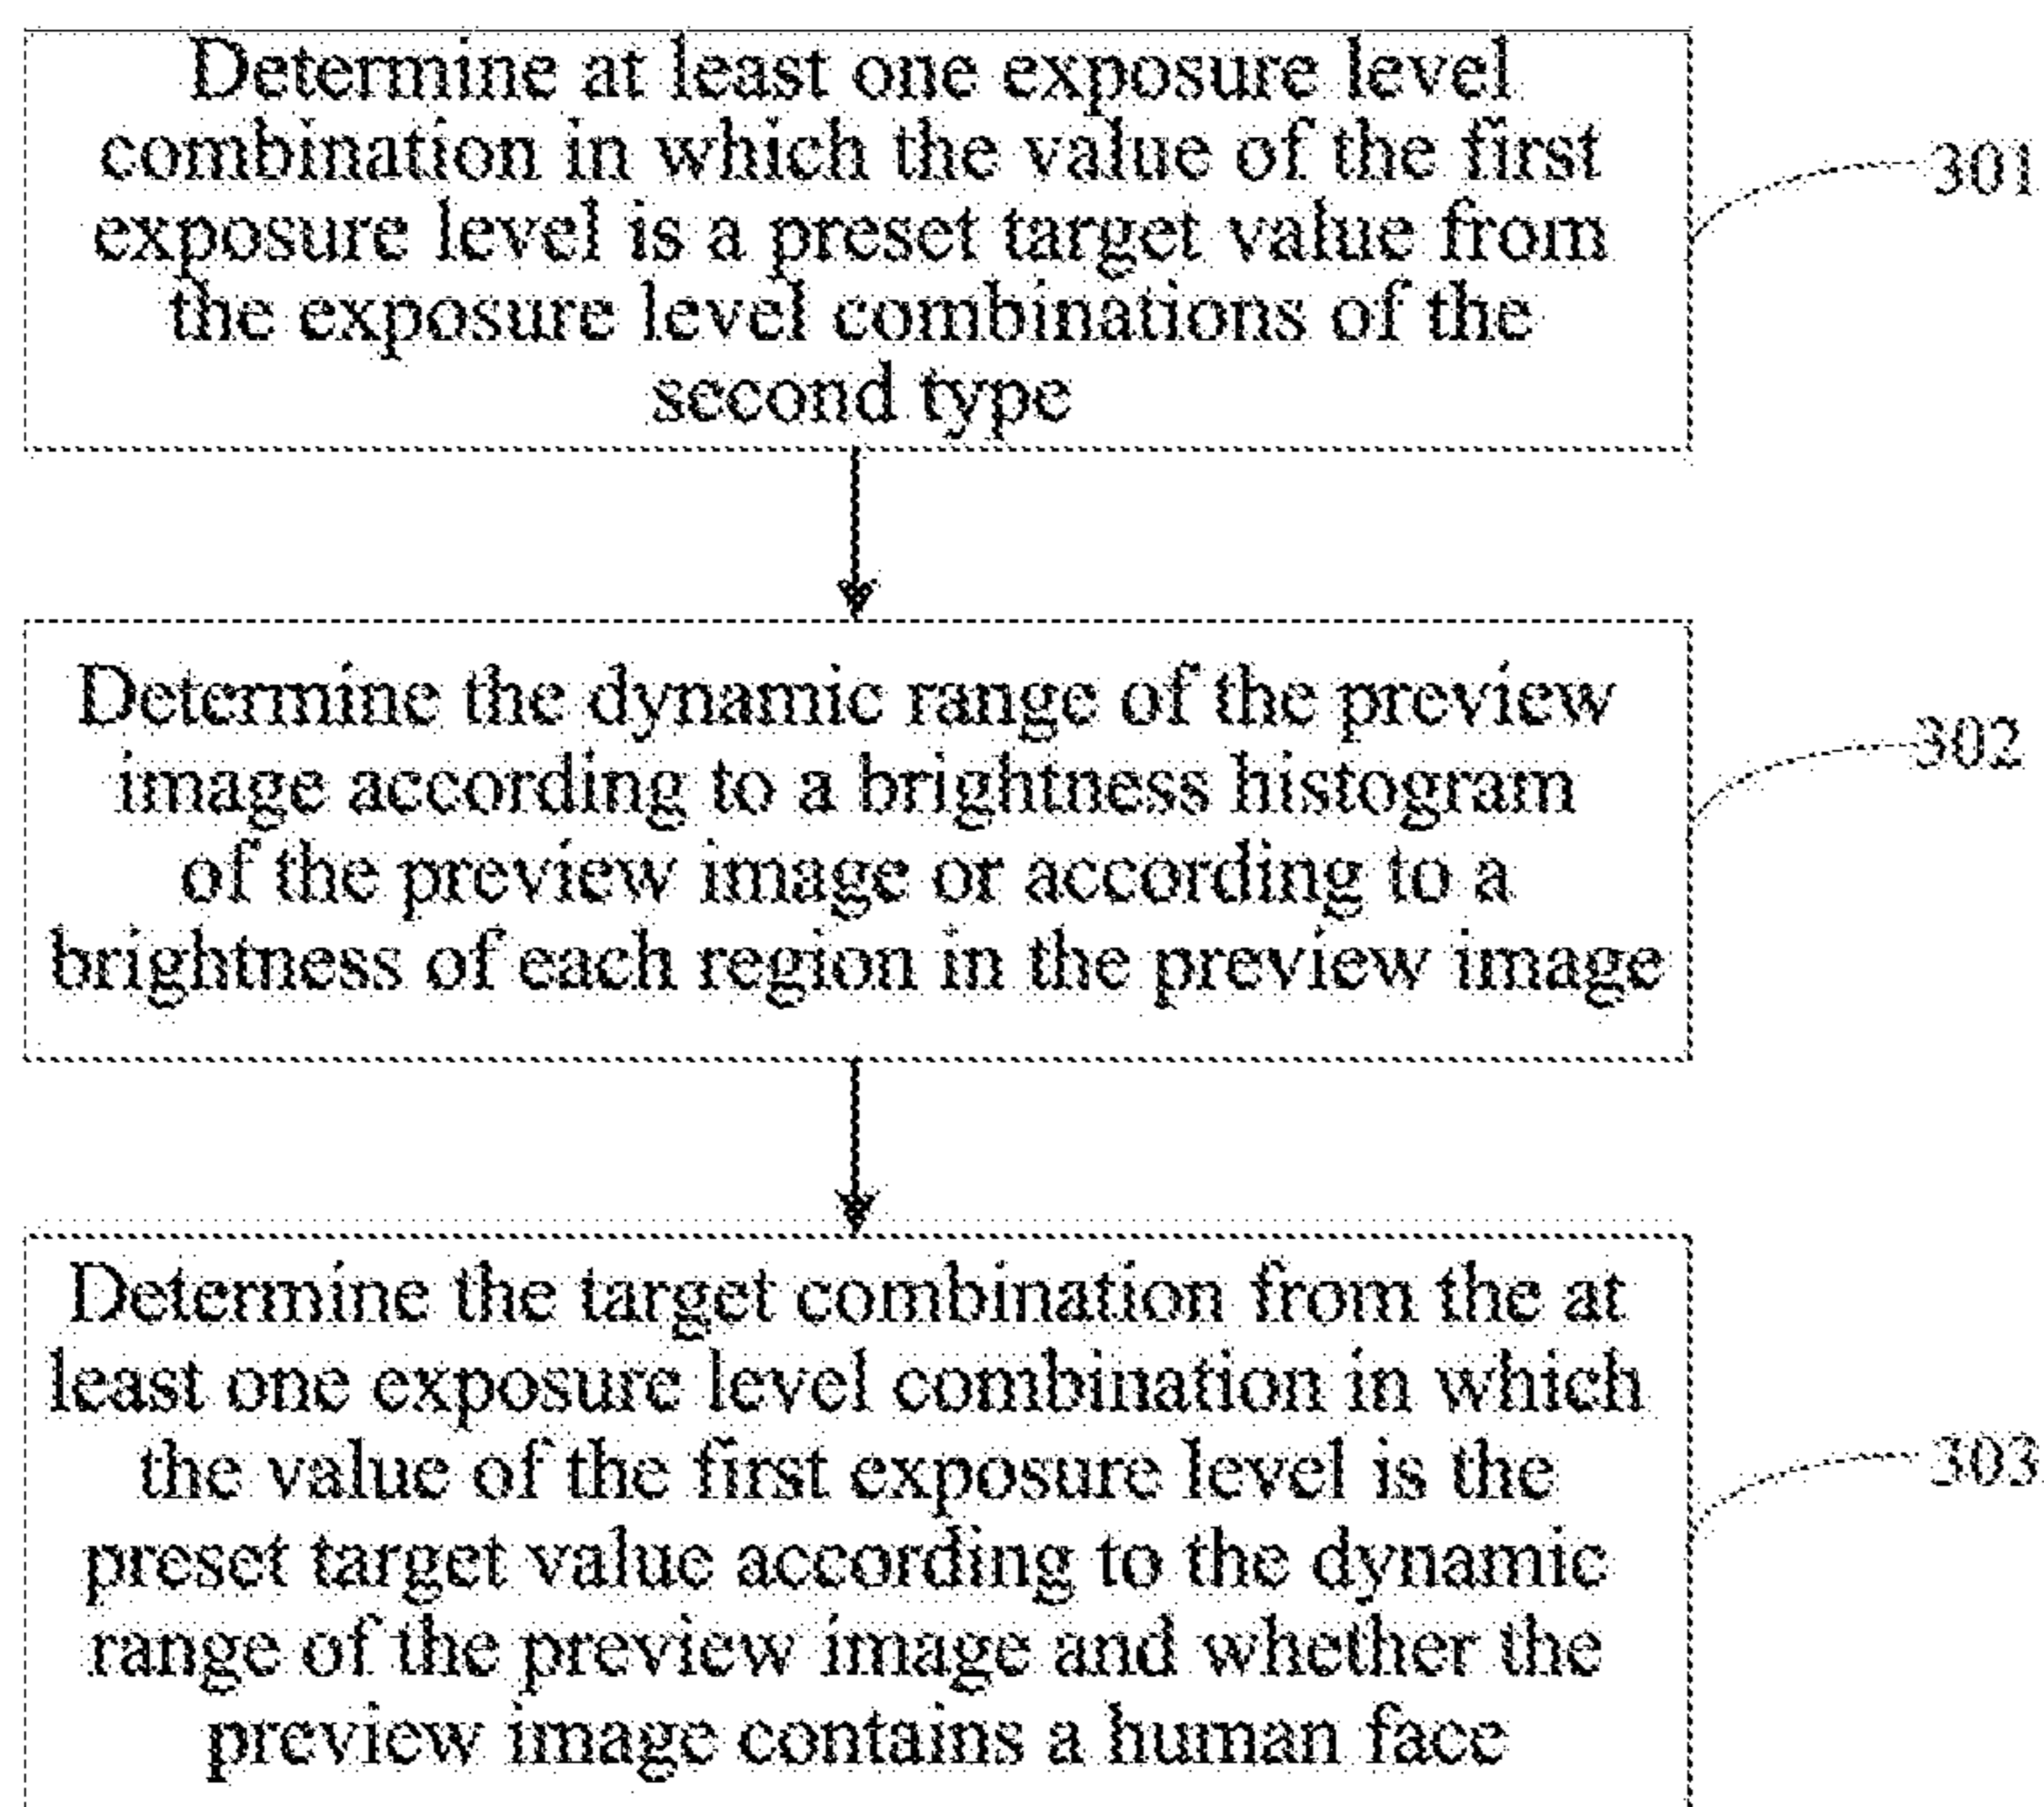 Determine at least one exposure level
combination in which the value of the first
exposure level is a preset target value from
the exposure level combinations of the
second type
301
Determine the dynamic range of the preview
image according to a brightness histogram
of the preview image or according to a
brightness of each region in the preview image
302
Determine the target combination from the at
least one exposure level combination in which
the value of the first exposure level is the
preset target value according to the dynamic
range of the preview image and whether the
preview image contains a human face
303